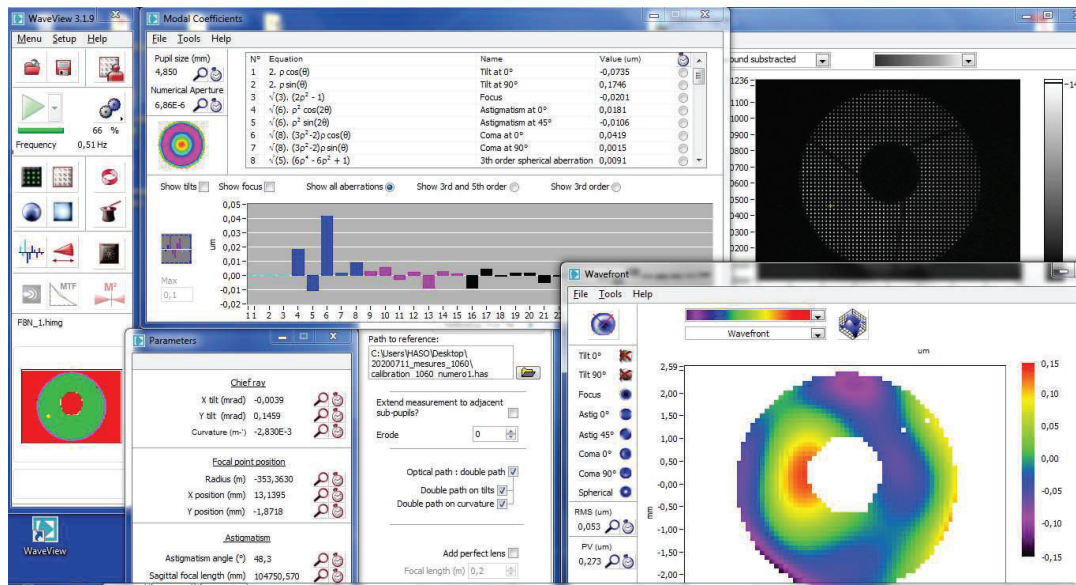 WaveView 3.1.9
Menu Setup Help
66 %
Frequency 0,51 Hz
MTF
M²
F8N_1.himg
WaveView
Modal Coefficients
File Tools Help
Pupil size (mm)
4,850
Numerical Aperture
6,86E-6
N° Equation Name Value (um)
1 2. ρ cos(θ) Tilt at 0° -0,0735
2 2. ρ sin(θ) Tilt at 90° 0,1746
3 √(3). (2ρ² - 1) Focus -0,0201
4 √(6). ρ² cos(2θ) Astigmatism at 0° 0,0181
5 √(6). ρ² sin(2θ) Astigmatism at 45° -0,0106
6 √(8). (3ρ²-2)ρ cos(θ) Coma at 0° 0,0419
7 √(8). (3ρ²-2)ρ sin(θ) Coma at 90° 0,0015
8 √(5). (6ρ⁴ - 6ρ² + 1) 3th order spherical aberration 0,0091
Show tilts Show focus Show all aberrations Show 3rd and 5th order Show 3rd order
Max
0,1
um
0,05
0,04
0,03
0,02
0,01
0,00
-0,01
-0,02
1 1 2 3 4 5 6 7 8 9 10 11 12 13 14 15 16 17 18 19 20 21 22
ound substracted
1236
1100
1000
0900
0800
0700
0600
0500
0400
0300
0200
-14
Parameters
Chief ray
X tilt (mrad) -0,0039
Y tilt (mrad) 0,1459
Curvature (m-¹) -2,830E-3
Focal point position
Radius (m) -353,3630
X position (mm) 13,1395
Y position (mm) -1,8718
Astigmatism
Astigmatism angle (°) 48,3
Sagittal focal length (mm) 104750,570
Path to reference:
C:\Users\HASO\Desktop\
20200711_mesures_1060\
calibration_1060_numero1.has
Extend measurement to adjacent
sub-pupils?
Erode 0
Optical path : double path
Double path on tilts
Double path on curvature
Add perfect lens
Focal length (m) 0,2
Wavefront
File Tools Help
Wavefront
um
Tilt 0°
Tilt 90°
Focus
Astig 0°
Astig 45°
Coma 0°
Coma 90°
Spherical
RMS (um)
0,053
PV (um)
0,273
mm
2,59
2,00
1,50
1,00
0,50
0,00
-0,50
-1,00
-1,50
-2,00
0,15
0,10
0,05
0,00
-0,05
-0,10
-0,15